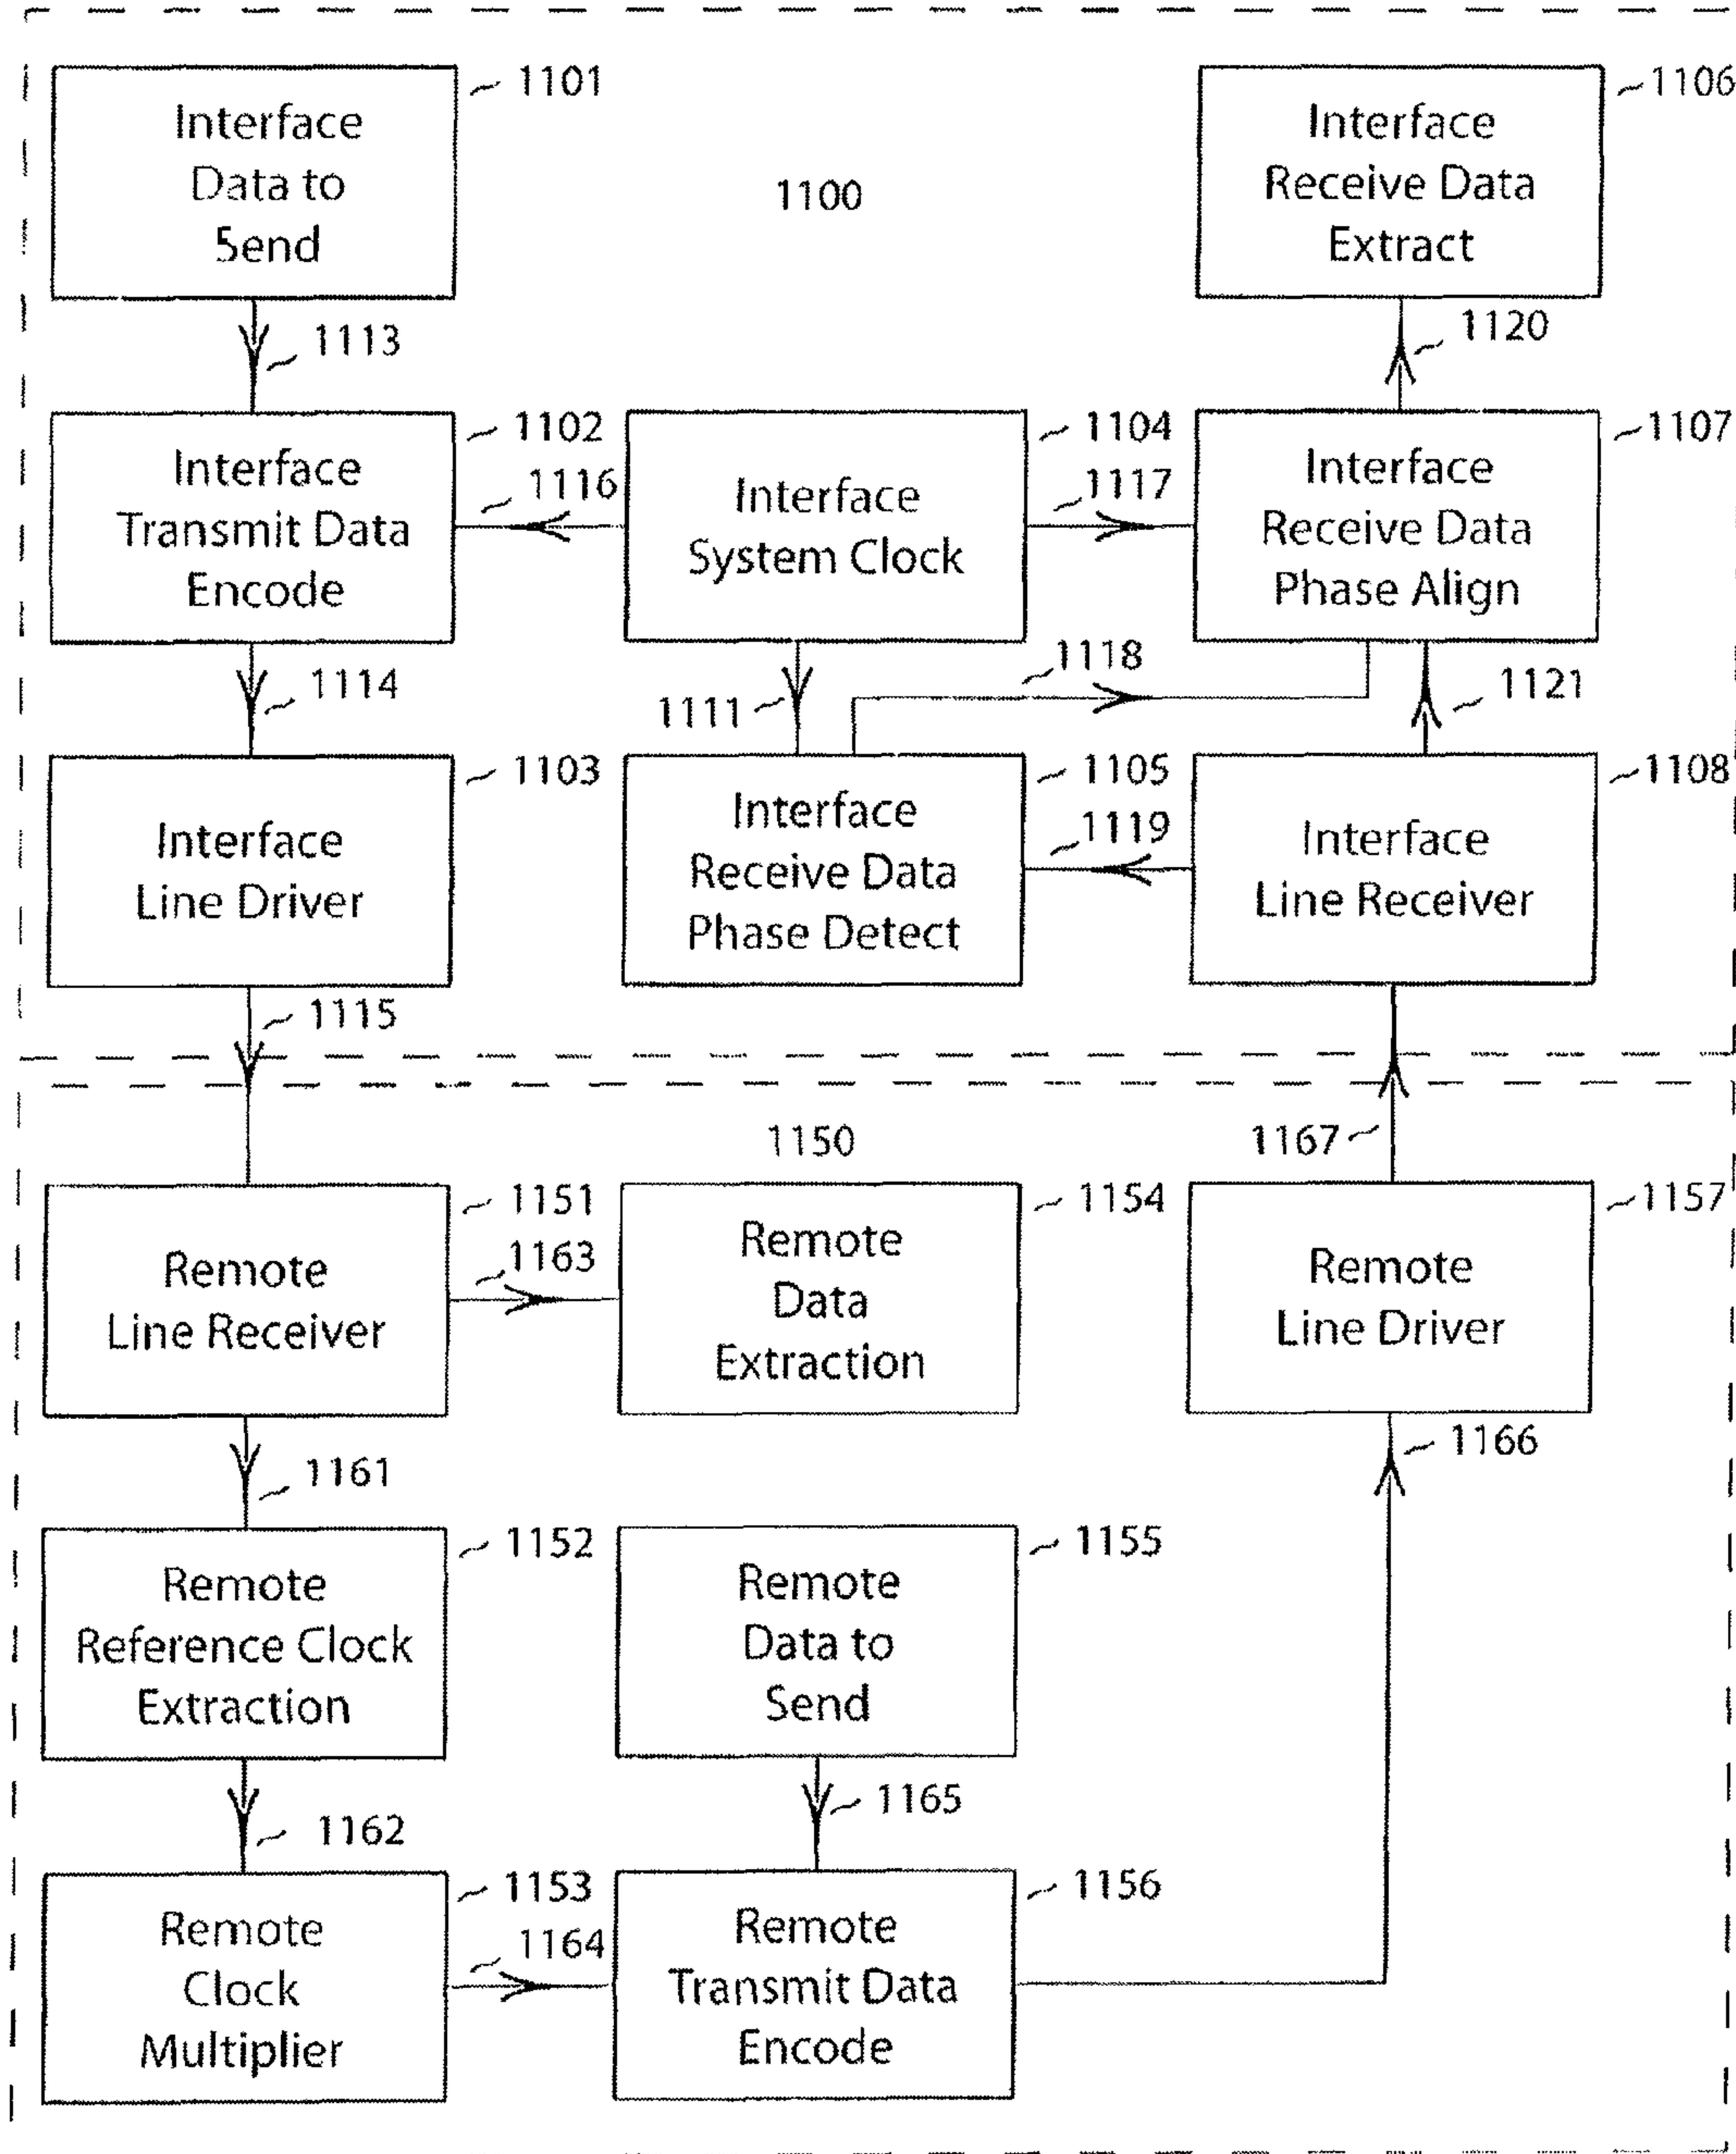 1101
Interface
Data to
Send
1100
1106
Interface
Receive Data
Extract
1113
1120
1102
Interface
Transmit Data
Encode
1116
1104
Interface
System Clock
1117
1107
Interface
Receive Data
Phase Align
1114
1111
1118
1121
1103
Interface
Line Driver
1105
Interface
Receive Data
Phase Detect
1119
1108
Interface
Line Receiver
1115
1150
1167
1151
Remote
Line Receiver
1163
1154
Remote
Data
Extraction
1157
Remote
Line Driver
1161
1166
1152
Remote
Reference Clock
Extraction
1155
Remote
Data to
Send
1162
1165
1153
Remote
Clock
Multiplier
1164
1156
Remote
Transmit Data
Encode